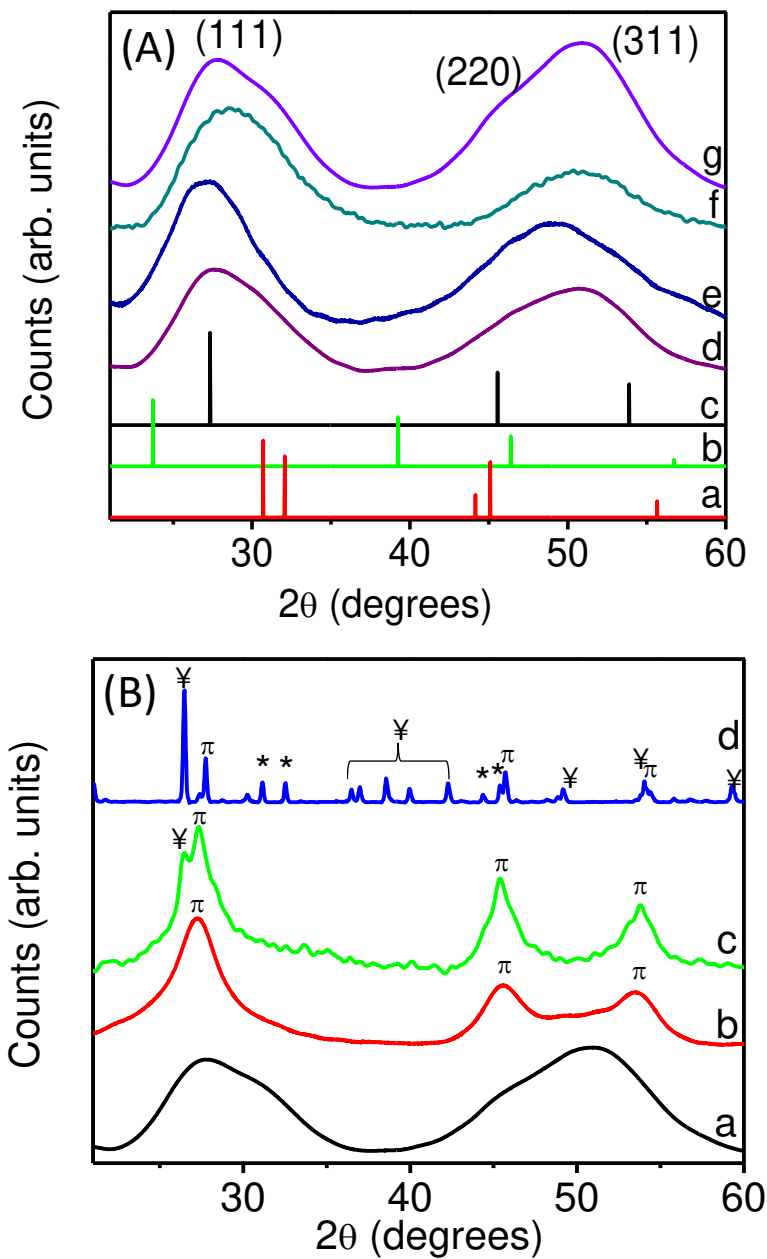 (A)
(111)
(220)
(311)
g
f
e
d
c
b
a
Counts (arb. units)
30 40 50 60
2θ (degrees)
(B)
¥
π
* *
¥
* *
π
¥
¥
π
¥
d
¥
π
π
π
c
π
π
π
b
a
Counts (arb. units)
30 40 50 60
2θ (degrees)